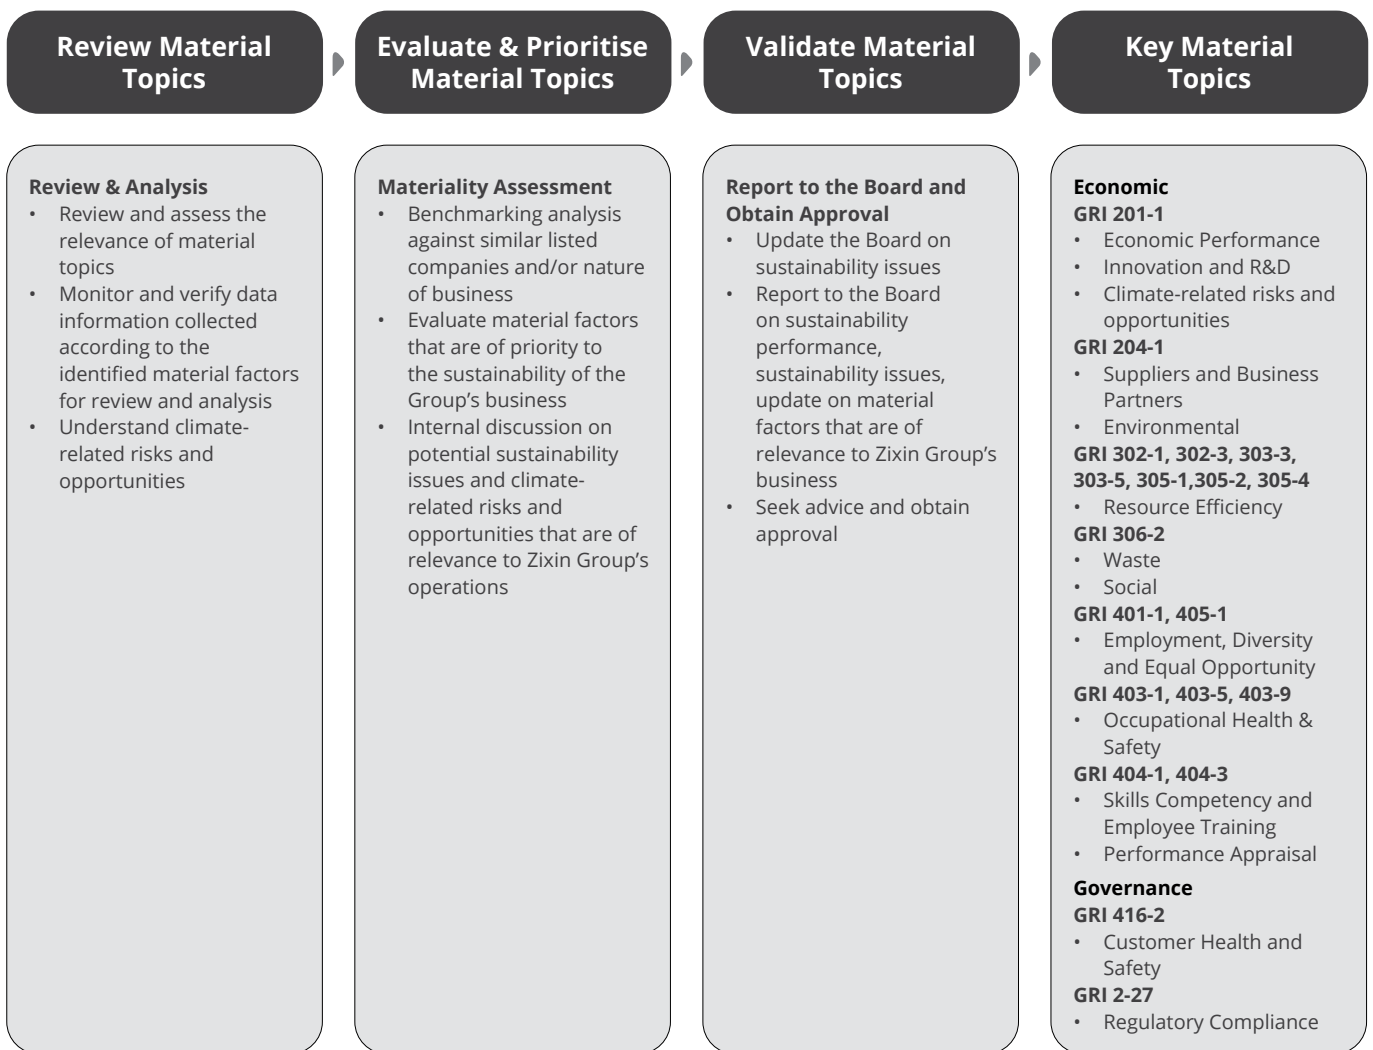 Review Material
Topics
Evaluate & Prioritise
Material Topics
Validate Material
Topics
Key Material
Topics
Review & Analysis
• Review and assess the
relevance of material
topics
• Monitor and verify data
information collected
according to the
identified material factors
for review and analysis
• Understand climate-
related risks and
opportunities
Materiality Assessment
• Benchmarking analysis
against similar listed
companies and/or nature
of business
• Evaluate material factors
that are of priority to
the sustainability of the
Group’s business
• Internal discussion on
potential sustainability
issues and climate-
related risks and
opportunities that are of
relevance to Zixin Group’s
operations
Report to the Board and
Obtain Approval
• Update the Board on
sustainability issues
• Report to the Board
on sustainability
performance,
sustainability issues,
update on material
factors that are of
relevance to Zixin Group’s
business
• Seek advice and obtain
approval
Economic
GRI 201-1
• Economic Performance
• Innovation and R&D
• Climate-related risks and
opportunities
GRI 204-1
• Suppliers and Business
Partners
• Environmental
GRI 302-1, 302-3, 303-3,
303-5, 305-1,305-2, 305-4
• Resource Efficiency
GRI 306-2
• Waste
• Social
GRI 401-1, 405-1
• Employment, Diversity
and Equal Opportunity
GRI 403-1, 403-5, 403-9
• Occupational Health &
Safety
GRI 404-1, 404-3
• Skills Competency and
Employee Training
• Performance Appraisal
Governance
GRI 416-2
• Customer Health and
Safety
GRI 2-27
• Regulatory Compliance